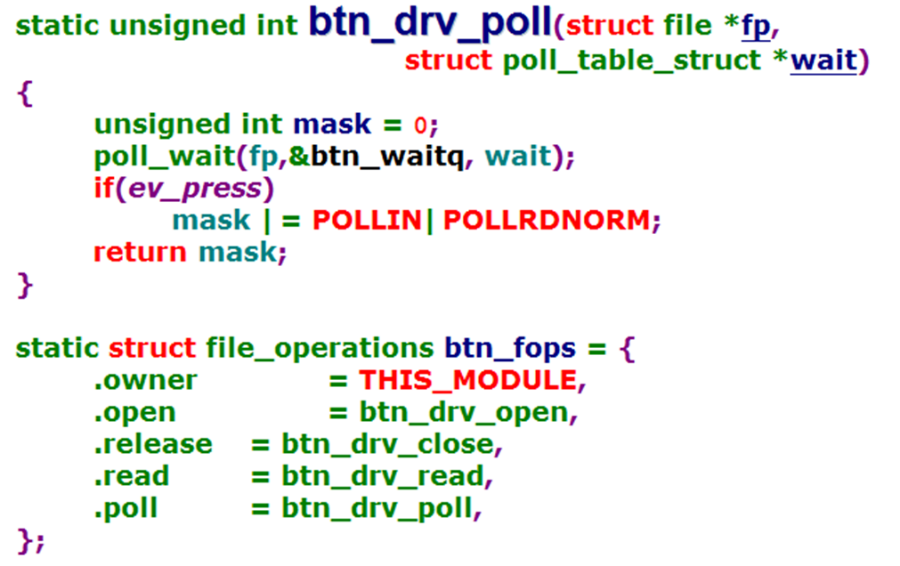 static unsigned int btn_drv_poll(struct file *fp,
struct poll_table_struct *wait)
{
unsigned int mask = 0;
poll_wait(fp,&btn_waitq, wait);
if(ev_press)
mask |= POLLIN| POLLRDNORM;
return mask;
}
static struct file_operations btn_fops = {
.owner = THIS_MODULE,
.open = btn_drv_open,
.release = btn_drv_close,
.read = btn_drv_read,
.poll = btn_drv_poll,
};